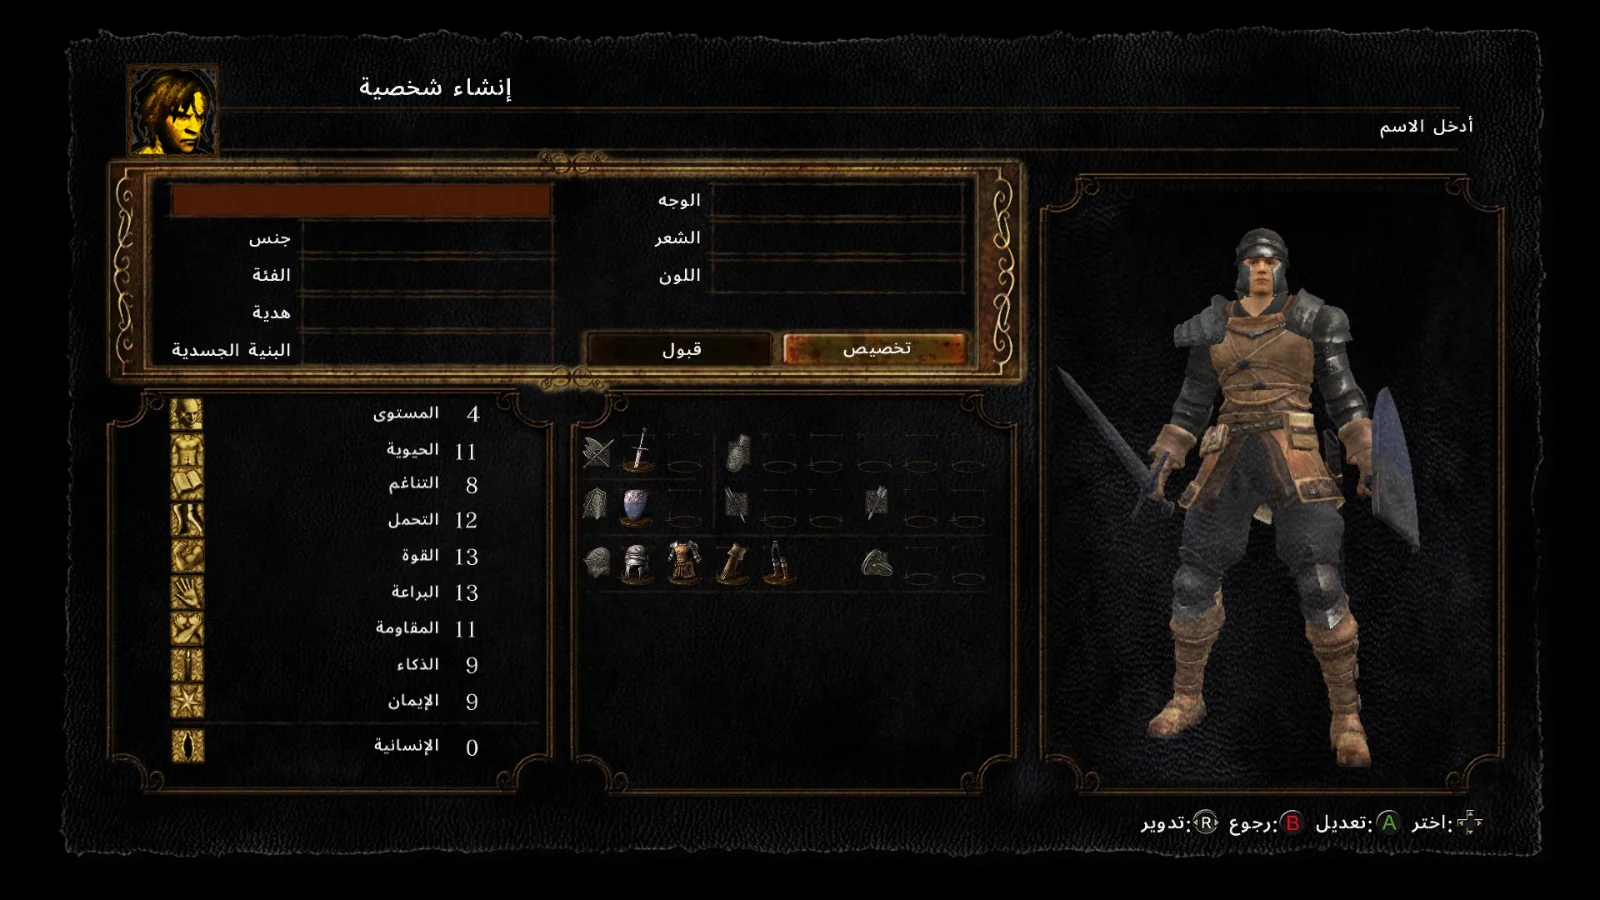 إنشاء شخصية
أدخل الاسم
جنس
الفئة
هدية
البنية الجسدية
الوجه
الشعر
اللون
قبول
تخصيص
المستوى 4
الحيوية 11
التناغم 8
التحمل 12
القوة 13
البراعة 13
المقاومة 11
الذكاء 9
الإيمان 9
الإنسانية 0
اختر: A تعديل: B رجوع: R تدوير: